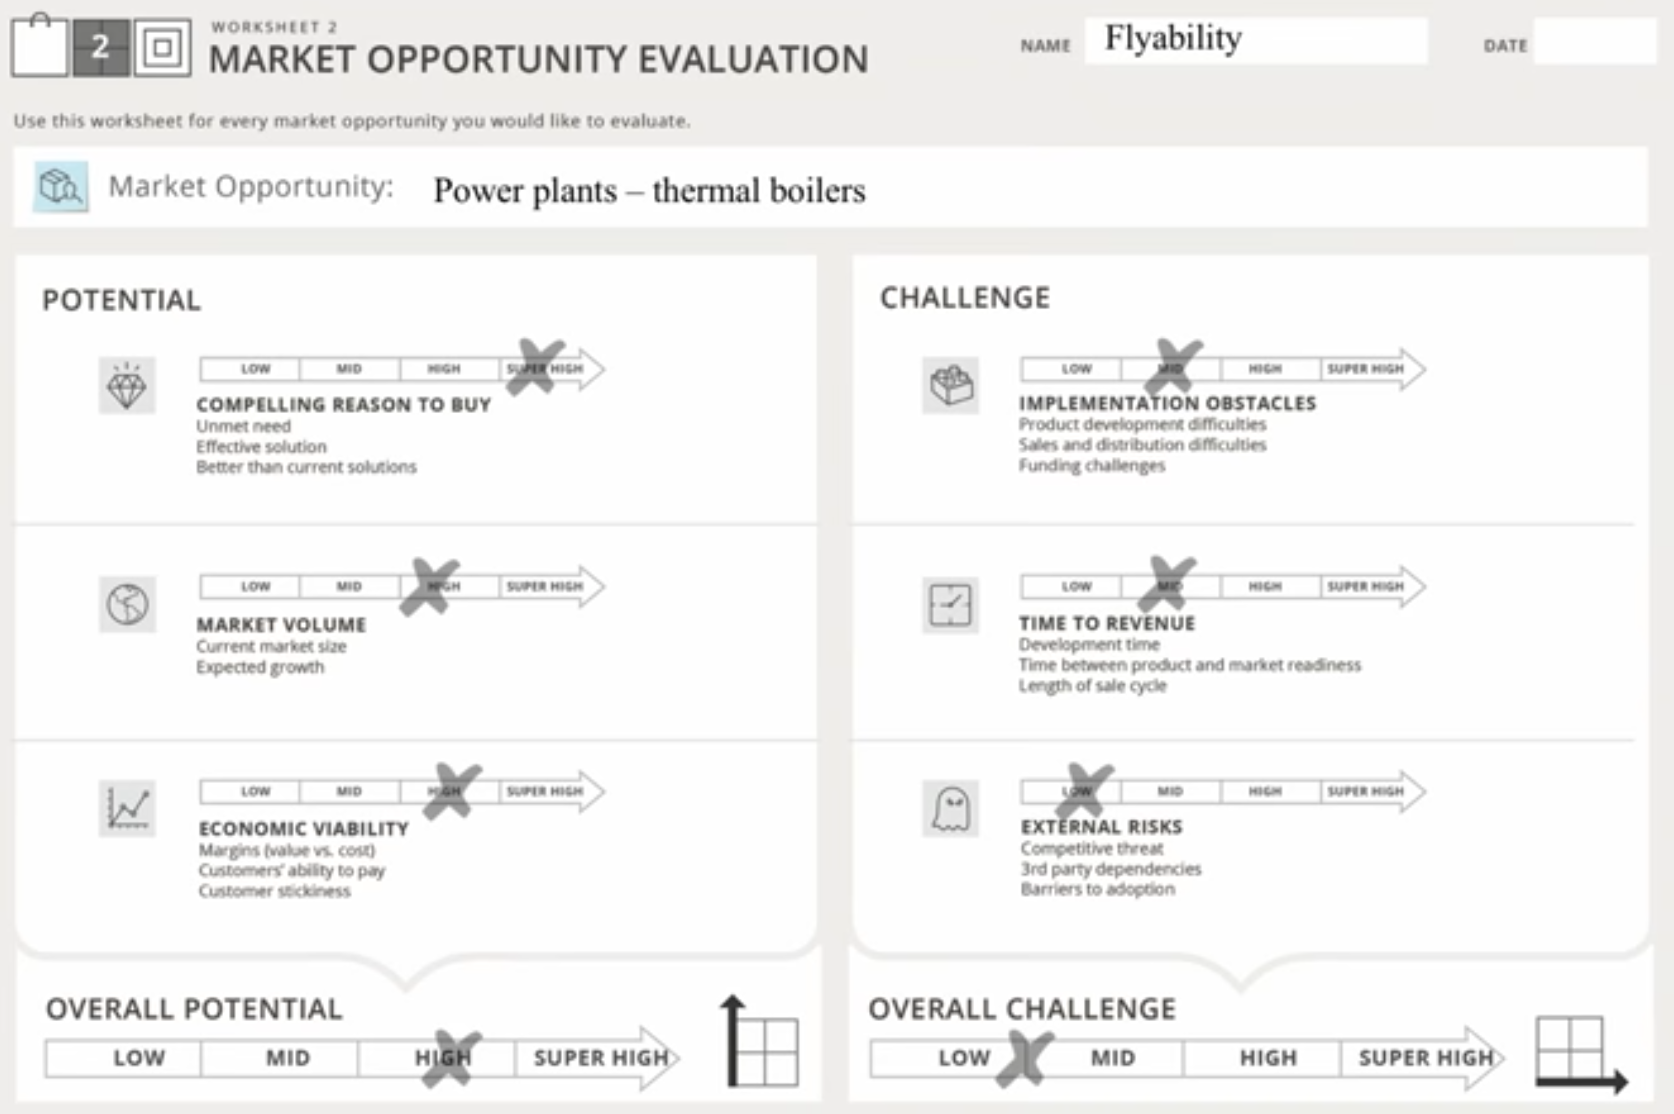 WORKSHEET 2
2
MARKET OPPORTUNITY EVALUATION
NAME Flyability
DATE
Use this worksheet for every market opportunity you would like to evaluate.
Market Opportunity: Power plants – thermal boilers
POTENTIAL
LOW MID HIGH SUPER HIGH
COMPELLING REASON TO BUY
Unmet need
Effective solution
Better than current solutions
LOW MID HIGH SUPER HIGH
MARKET VOLUME
Current market size
Expected growth
LOW MID HIGH SUPER HIGH
ECONOMIC VIABILITY
Margins (value vs. cost)
Customers' ability to pay
Customer stickiness
OVERALL POTENTIAL
LOW MID HIGH SUPER HIGH
CHALLENGE
LOW MID HIGH SUPER HIGH
IMPLEMENTATION OBSTACLES
Product development difficulties
Sales and distribution difficulties
Funding challenges
LOW MID HIGH SUPER HIGH
TIME TO REVENUE
Development time
Time between product and market readiness
Length of sale cycle
LOW MID HIGH SUPER HIGH
EXTERNAL RISKS
Competitive threat
3rd party dependencies
Barriers to adoption
OVERALL CHALLENGE
LOW MID HIGH SUPER HIGH